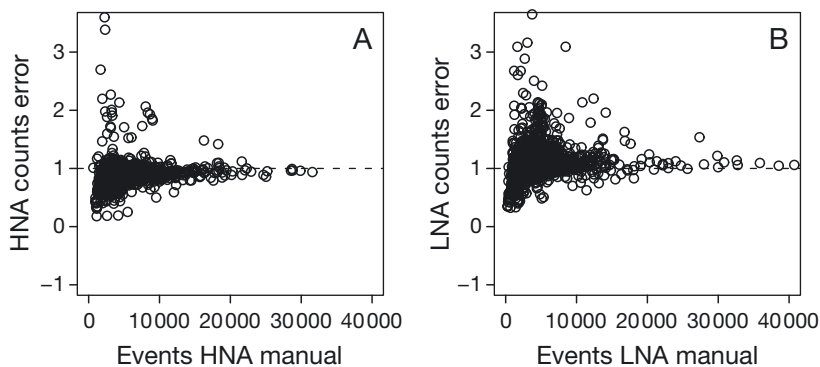 A
B
HNA counts error
3
2
1
0
−1
0 10000 20000 30000 40000
Events HNA manual
LNA counts error
3
2
1
0
−1
0 10000 20000 30000 40000
Events LNA manual